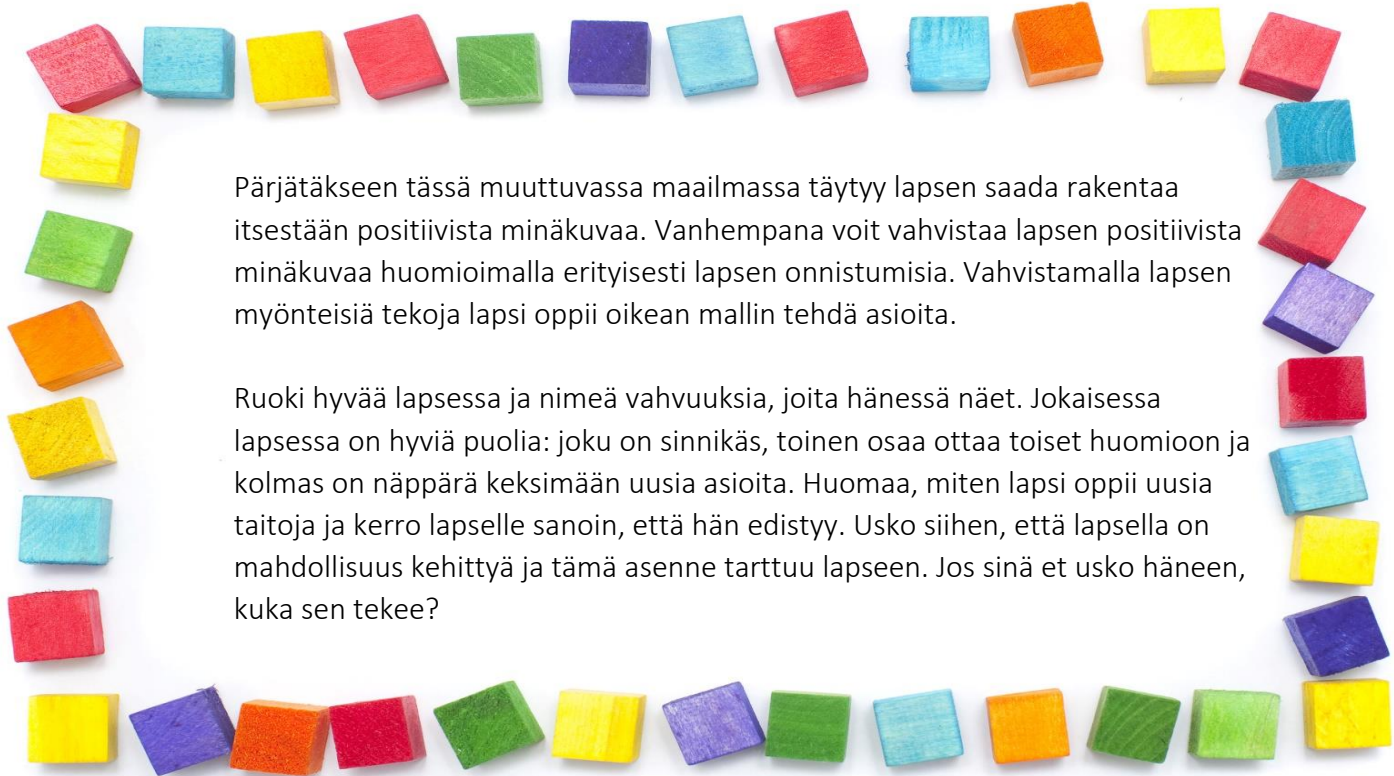 Pärjätäkseen tässä muuttuvassa maailmassa täytyy lapsen saada rakentaa
itsestään positiivista minäkuvaa. Vanhempana voit vahvistaa lapsen positiivista
minäkuvaa huomioimalla erityisesti lapsen onnistumisia. Vahvistamalla lapsen
myönteisiä tekoja lapsi oppii oikean mallin tehdä asioita.
Ruoki hyvää lapsessa ja nimeä vahvuuksia, joita hänessä näet. Jokaisessa
lapsessa on hyviä puolia: joku on sinnikäs, toinen osaa ottaa toiset huomioon ja
kolmas on näppärä keksimään uusia asioita. Huomaa, miten lapsi oppii uusia
taitoja ja kerro lapselle sanoin, että hän edistyy. Usko siihen, että lapsella on
mahdollisuus kehittyä ja tämä asenne tarttuu lapseen. Jos sinä et usko häneen,
kuka sen tekee?